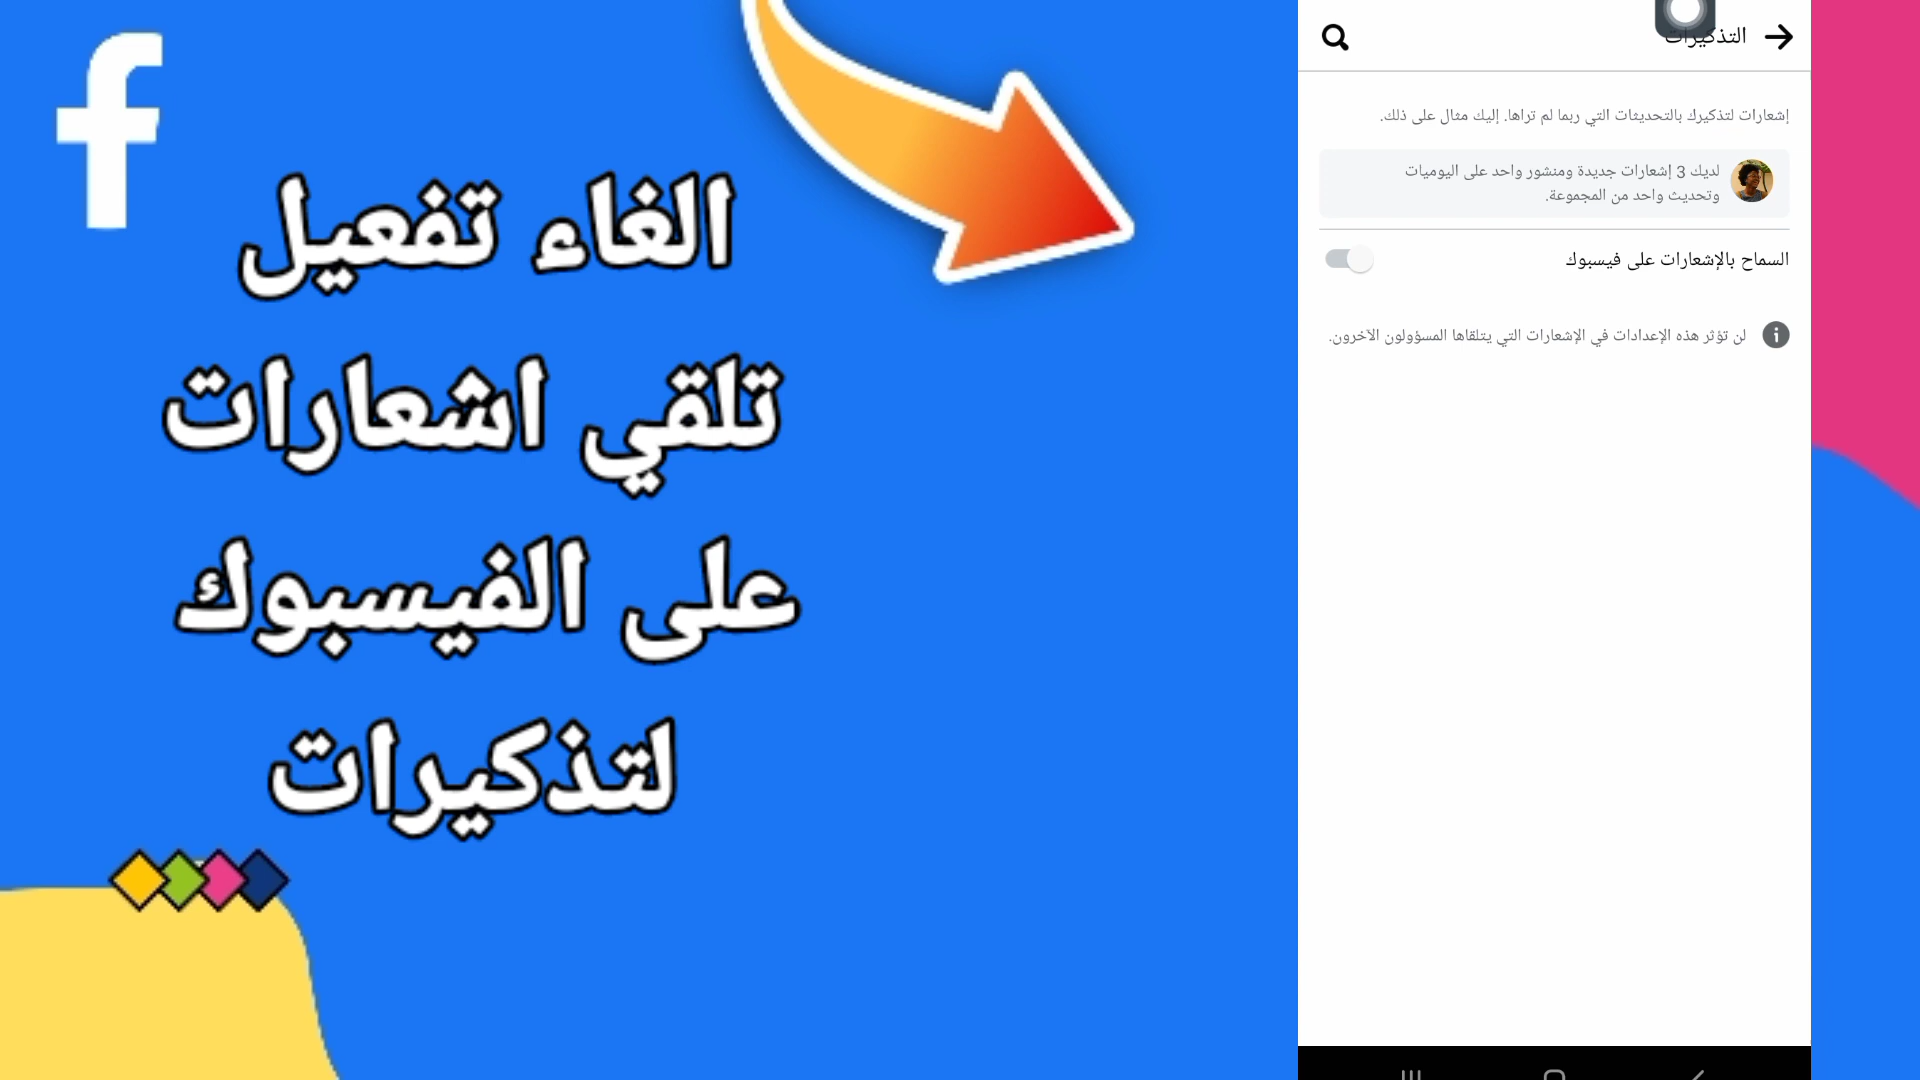 الغاء تفعيل
تلقي اشعارات
على الفيسبوك
لتذكيرات
التذكيرات
إشعارات لتذكيرك بالتحديثات التي ربما لم تراها. إليك مثال على ذلك.
لديك 3 إشعارات جديدة ومنشور واحد على اليوميات
وتحديث واحد من المجموعة.
السماح بالإشعارات على فيسبوك
لن تؤثر هذه الإعدادات في الإشعارات التي يتلقاها المسؤولون الآخرون.